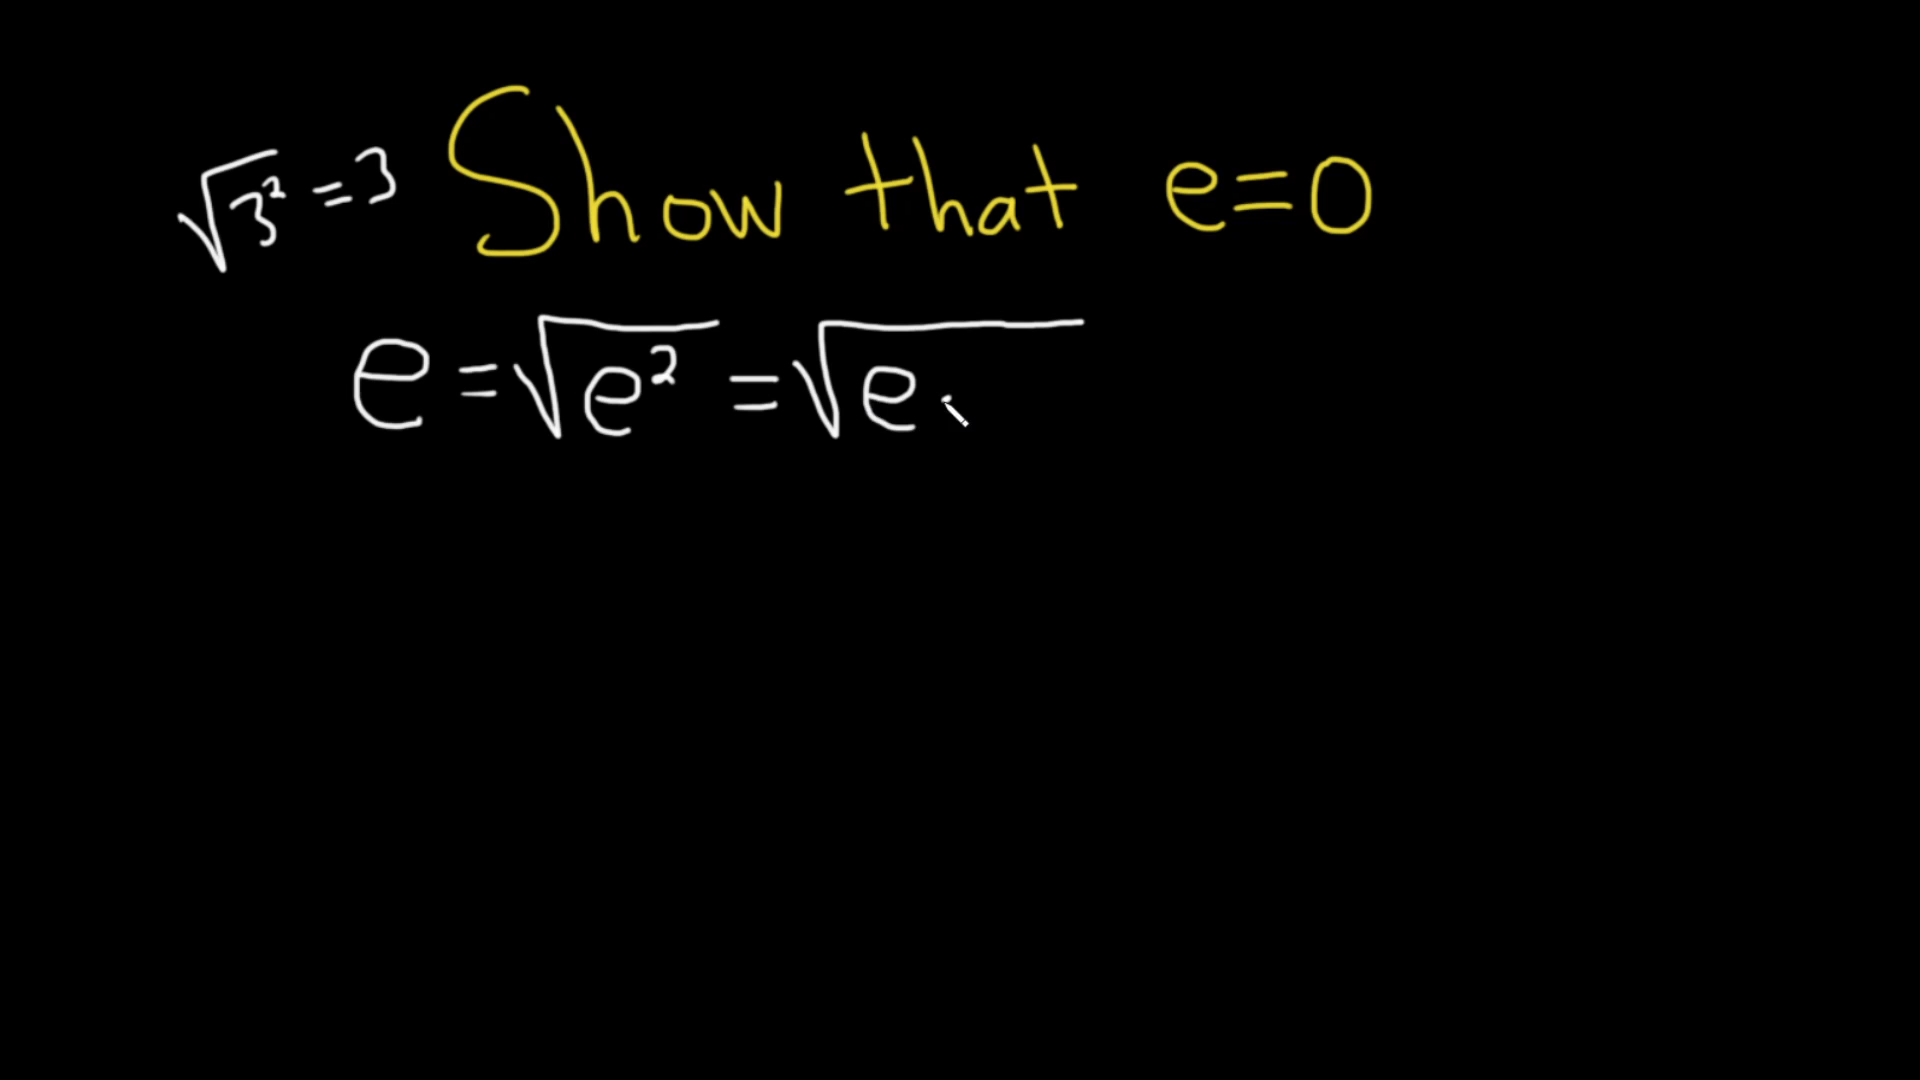 √3² = 3 Show that e=0
e = √e² = √e ·